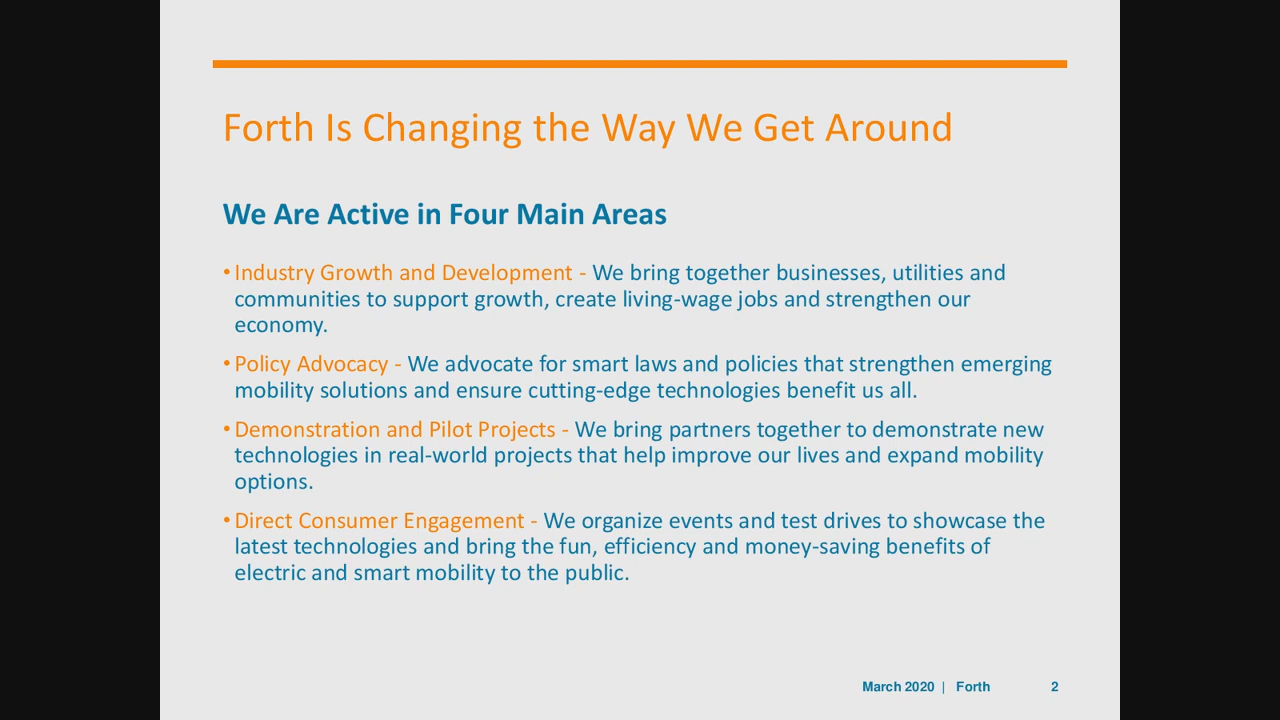 Forth Is Changing the Way We Get Around
We Are Active in Four Main Areas
• Industry Growth and Development - We bring together businesses, utilities and
communities to support growth, create living-wage jobs and strengthen our
economy.
• Policy Advocacy - We advocate for smart laws and policies that strengthen emerging
mobility solutions and ensure cutting-edge technologies benefit us all.
• Demonstration and Pilot Projects - We bring partners together to demonstrate new
technologies in real-world projects that help improve our lives and expand mobility
options.
• Direct Consumer Engagement - We organize events and test drives to showcase the
latest technologies and bring the fun, efficiency and money-saving benefits of
electric and smart mobility to the public.
March 2020 | Forth 2